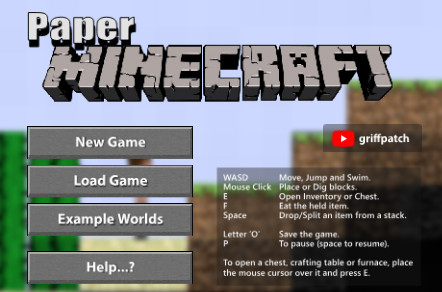 Paper
MINECRAFT
griffpatch
New Game
Load Game
Example Worlds
Help...?
WASD Move, Jump and Swim.
Mouse Click Place or Dig blocks.
E Open Inventory or Chest.
F Eat the held item.
Space Drop/Split an item from a stack.
Letter 'O' Save the game.
P To pause (space to resume).
To open a chest, crafting table or furnace, place
the mouse cursor over it and press E.